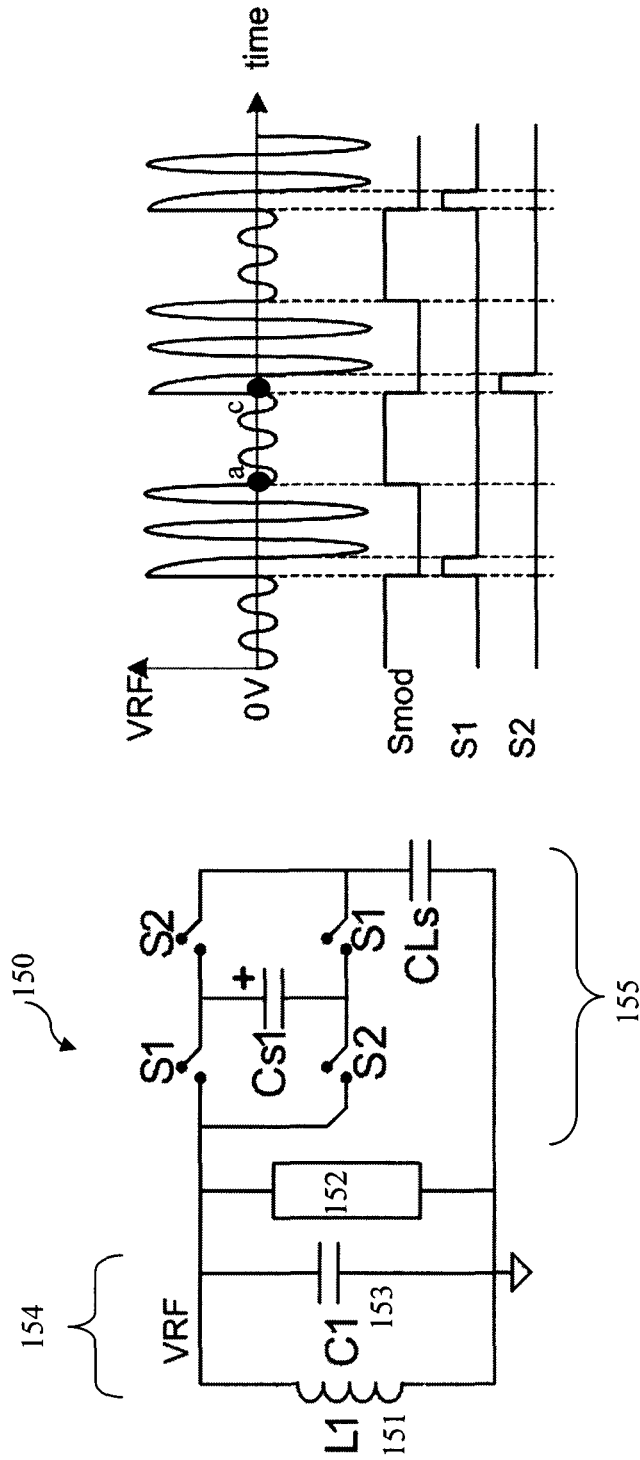 150
154
VRF
S1
S2
+
Cs1
S2
S1
L1
151
C1
153
152
CLs
155
VRF
0V
a
c
time
Smod
S1
S2